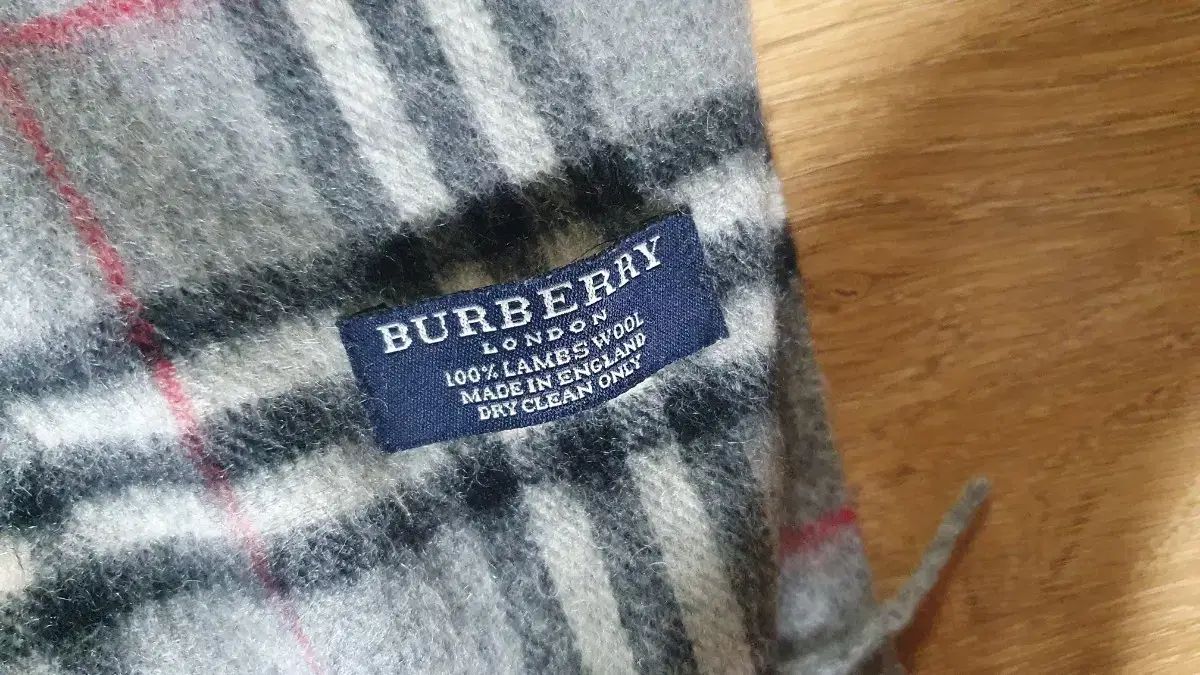 BURBERRY
LONDON
100% LAMBS WOOL
MADE IN ENGLAND
DRY CLEAN ONLY